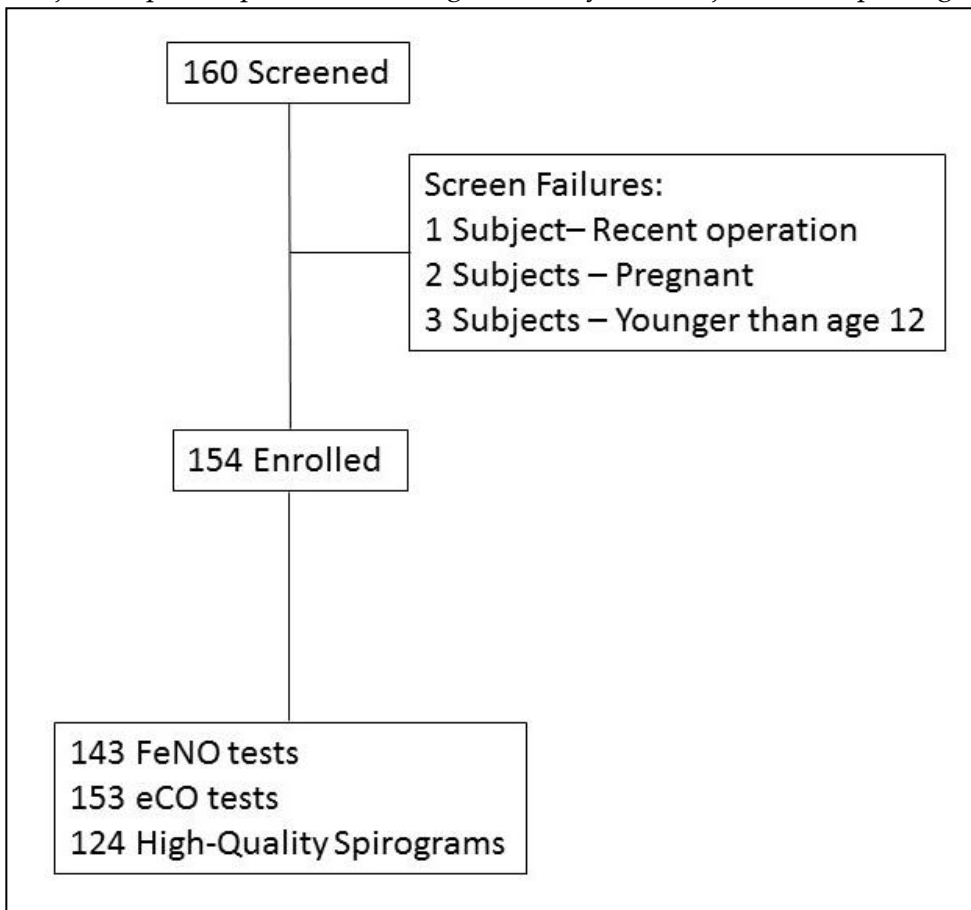 160 Screened
Screen Failures:
1 Subject– Recent operation
2 Subjects – Pregnant
3 Subjects – Younger than age 12
154 Enrolled
143 FeNO tests
153 eCO tests
124 High-Quality Spirograms